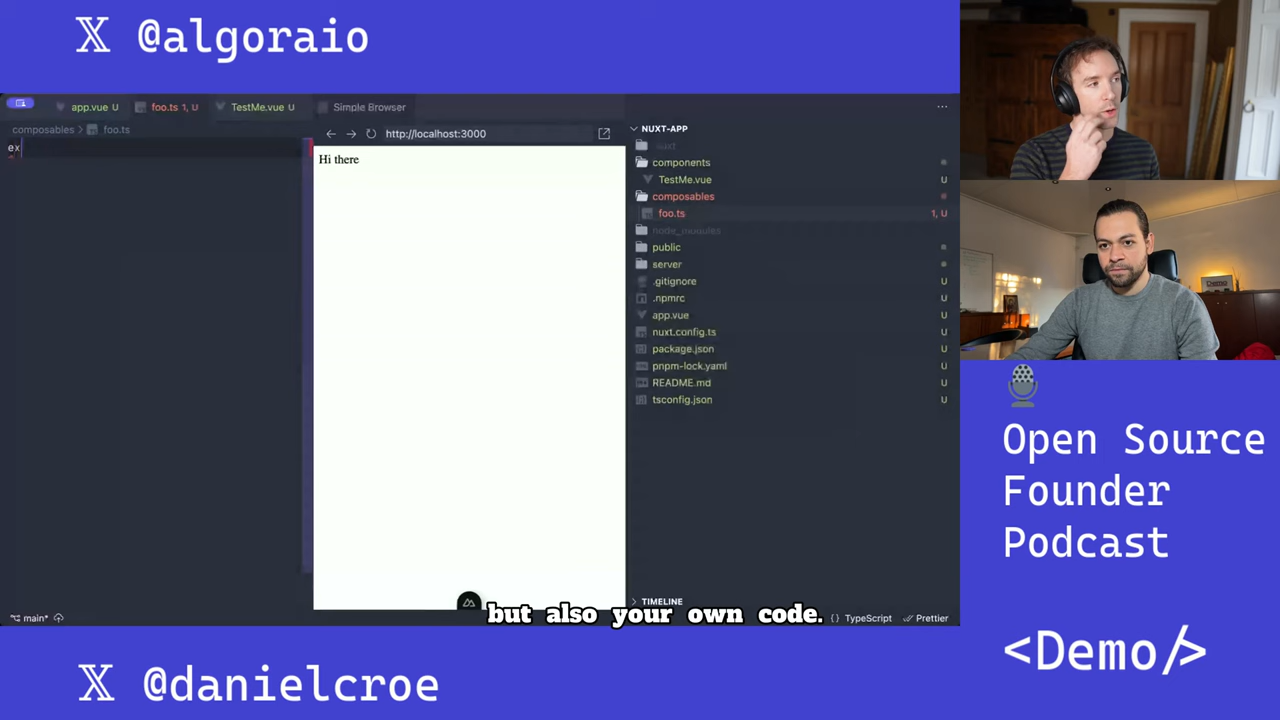 𝕏 @algoraio
app.vue U
foo.ts 1, U
TestMe.vue U
Simple Browser
composables > foo.ts
ex
http://localhost:3000
Hi there
NUXT-APP
.nuxt
components
TestMe.vue U
composables
foo.ts 1, U
node_modules
public
server
.gitignore U
.npmrc U
app.vue U
nuxt.config.ts U
package.json U
pnpm-lock.yaml U
README.md U
tsconfig.json U
TIMELINE
but also your own code.
main*
{} TypeScript
Prettier
Demo
Open Source
Founder
Podcast
<Demo/>
𝕏 @danielcroe